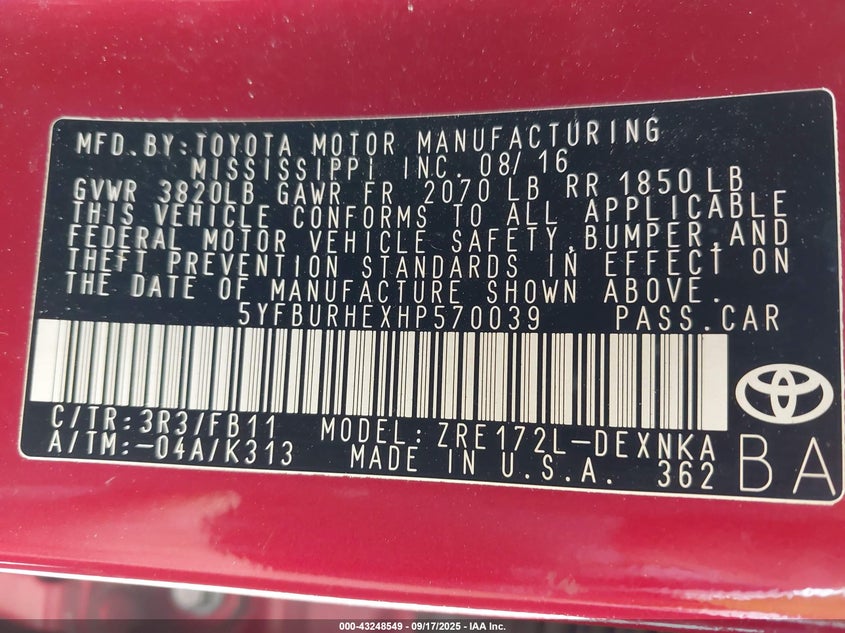 MFD.BY:TOYOTA MOTOR MANUFACTURING
MISSISSIPPI INC. 08/16
GVWR 3820LB GAWR FR 2070 LB RR 1850 LB
THIS VEHICLE CONFORMS TO ALL APPLICABLE
FEDERAL MOTOR VEHICLE SAFETY,BUMPER,AND
THEFT PREVENTION STANDARDS IN EFFECT ON
THE DATE OF MANUFACTURE SHOWN ABOVE.
5YFBURHEXHP570039 PASS.CAR
C/TR:3R3/FB11 MODEL:ZRE172L-DEXNKA
A/TM:-04A/K313 MADE IN U.S.A. 362
BA
000-43248549 - 09/17/2025 - IAA Inc.